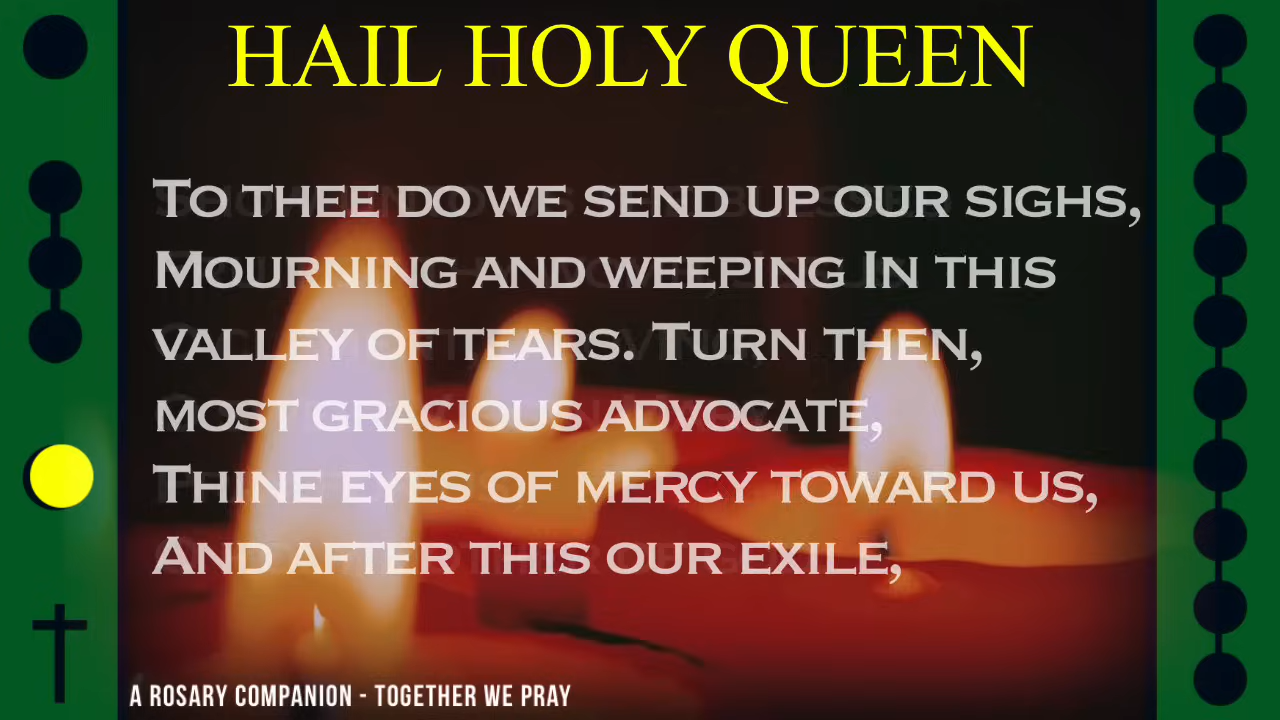 HAIL HOLY QUEEN
To thee do we send up our sighs,
Mourning and weeping In this
valley of tears. Turn then,
most gracious advocate,
Thine eyes of mercy toward us,
And after this our exile,
A ROSARY COMPANION - TOGETHER WE PRAY